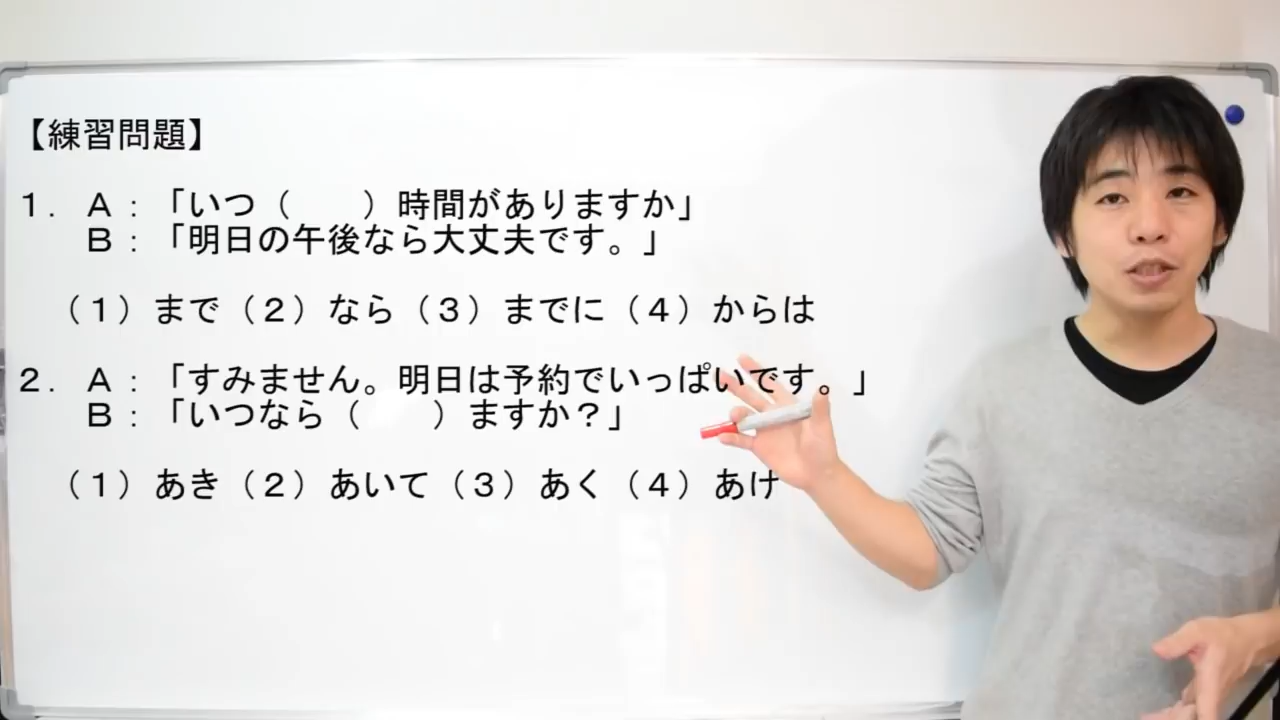 【練習問題】
１．Ａ：「いつ（　　）時間がありますか」
Ｂ：「明日の午後なら大丈夫です。」
（１）まで（２）なら（３）までに（４）からは
２．Ａ：「すみません。明日は予約でいっぱいです。」
Ｂ：「いつなら（　　）ますか？」
（１）あき（２）あいて（３）あく（４）あけ